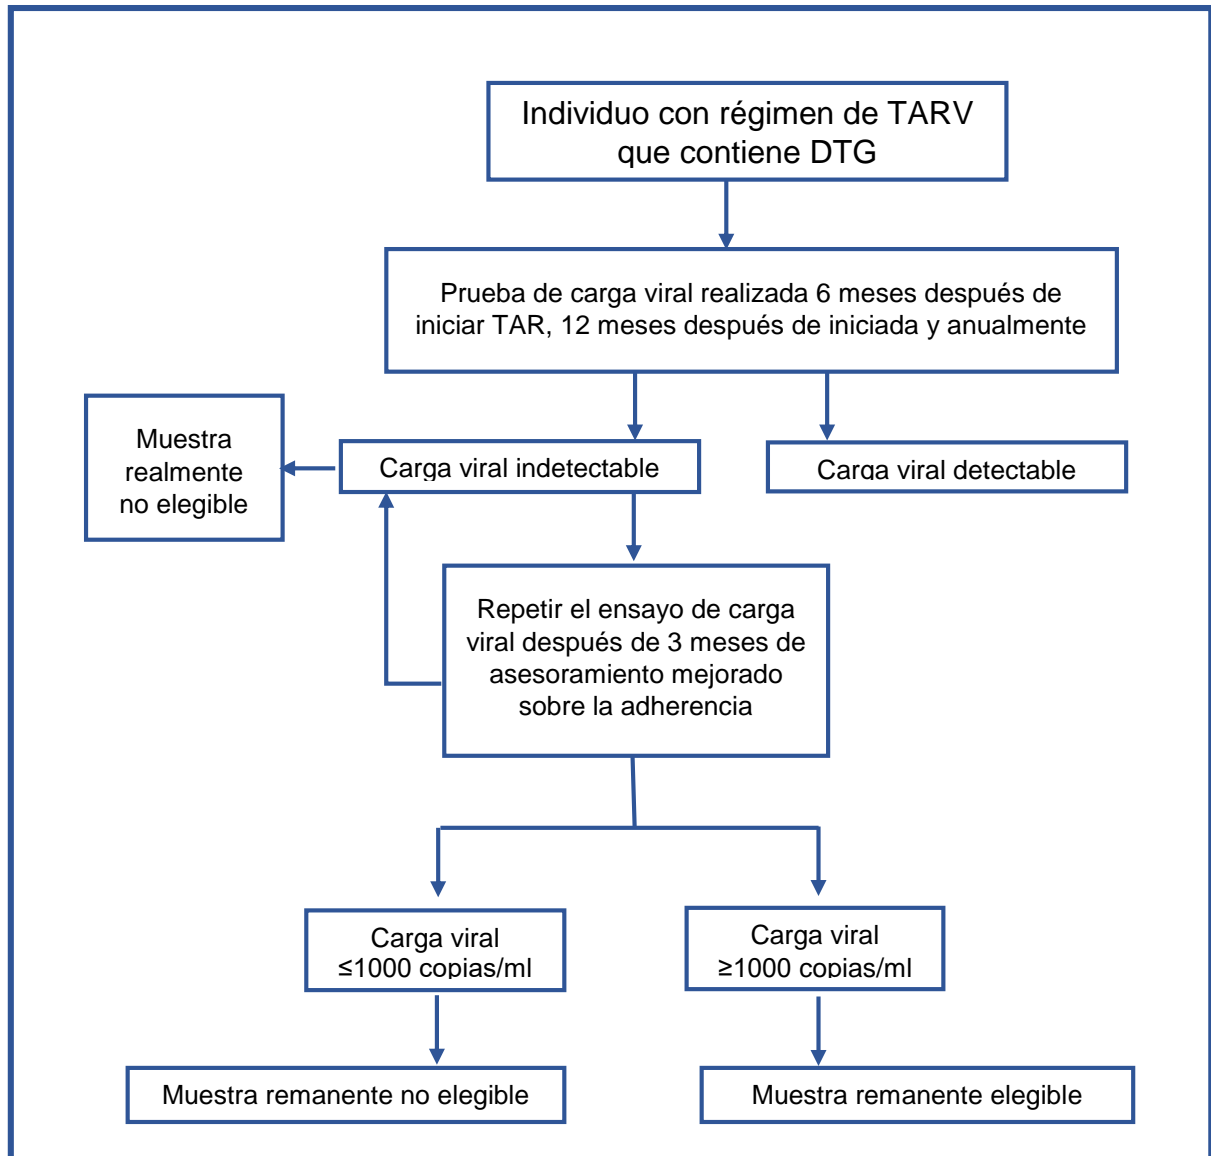 Individuo con régimen de TARV
que contiene DTG
Prueba de carga viral realizada 6 meses después de
iniciar TAR, 12 meses después de iniciada y anualmente
Muestra
realmente
no elegible
Carga viral indetectable
Carga viral detectable
Repetir el ensayo de carga
viral después de 3 meses de
asesoramiento mejorado
sobre la adherencia
Carga viral
≤1000 copias/ml
Carga viral
≥1000 copias/ml
Muestra remanente no elegible
Muestra remanente elegible